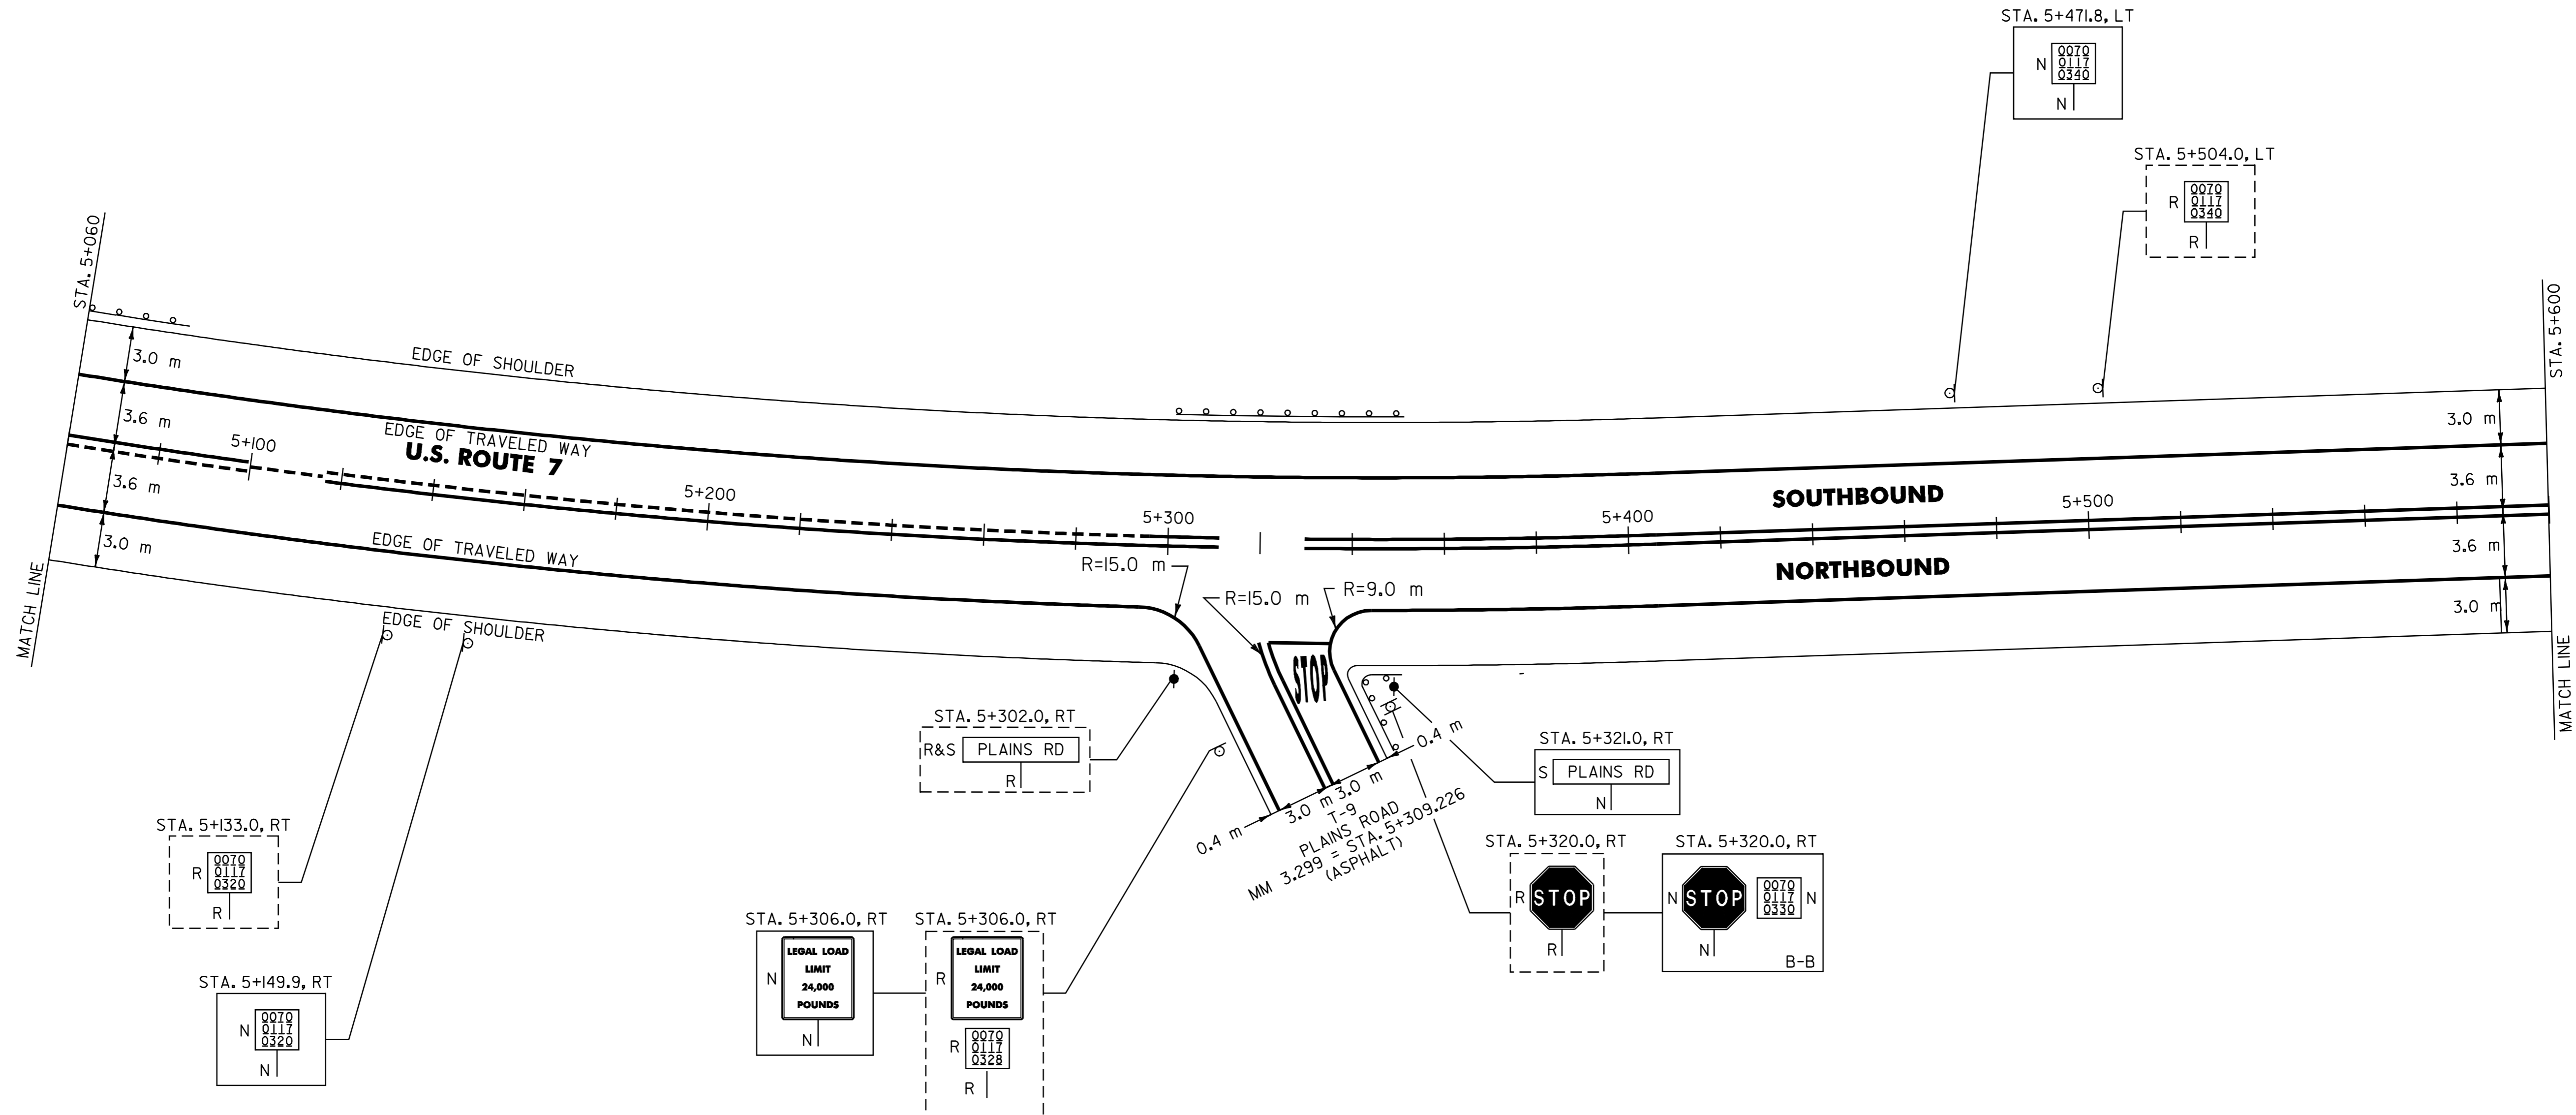 STA. 5+471.8, LT
N
0070
0117
0340
N
STA. 5+504.0, LT
R
0070
0117
0340
R
STA. 5+060
STA. 5+600
3.0 m
EDGE OF SHOULDER
3.6 m
EDGE OF TRAVELED WAY
5+100
U.S. ROUTE 7
3.0 m
3.6 m
SOUTHBOUND
5+500
3.6 m
5+200
5+300
5+400
3.0 m
EDGE OF TRAVELED WAY
NORTHBOUND
3.6 m
R=15.0 m
R=15.0 m
R=9.0 m
3.0 m
MATCH LINE
EDGE OF SHOULDER
STOP
MATCH LINE
STA. 5+302.0, RT
R&S PLAINS RD
R
0.4 m
STA. 5+321.0, RT
S PLAINS RD
N
0.4 m
3.0 m
3.0 m
T-9
PLAINS ROAD
MM 3.299 = STA. 5+309.226
(ASPHALT)
STA. 5+133.0, RT
R
0070
0117
0320
R
STA. 5+320.0, RT
R STOP
R
STA. 5+320.0, RT
N STOP
0070
0117
0330
N
N
B-B
STA. 5+306.0, RT
N
LEGAL LOAD
LIMIT
24,000
POUNDS
N
STA. 5+306.0, RT
R
LEGAL LOAD
LIMIT
24,000
POUNDS
R
0070
0117
0328
R
STA. 5+149.9, RT
N
0070
0117
0320
N